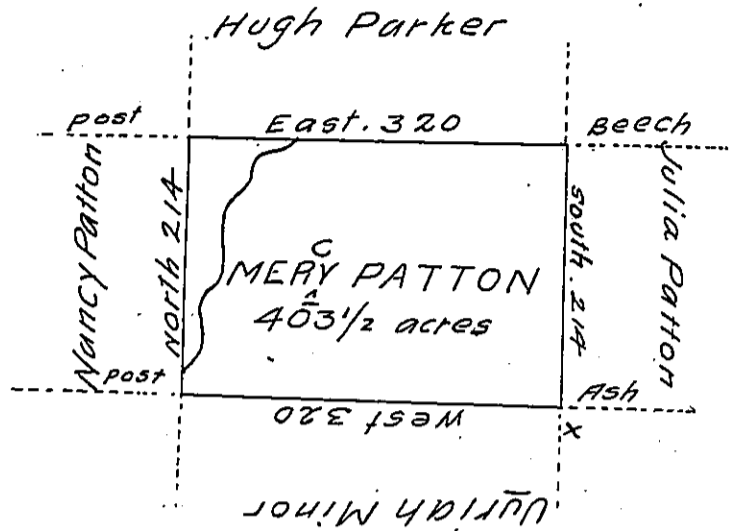 Hugh Parker
post
East. 320
Beech
Nancy Patton
North 214
C
MERY PATTON
^
403 1/2 acres
south. 214
Julia Patton
post
Ash
west 320
x
Uyriah Minor